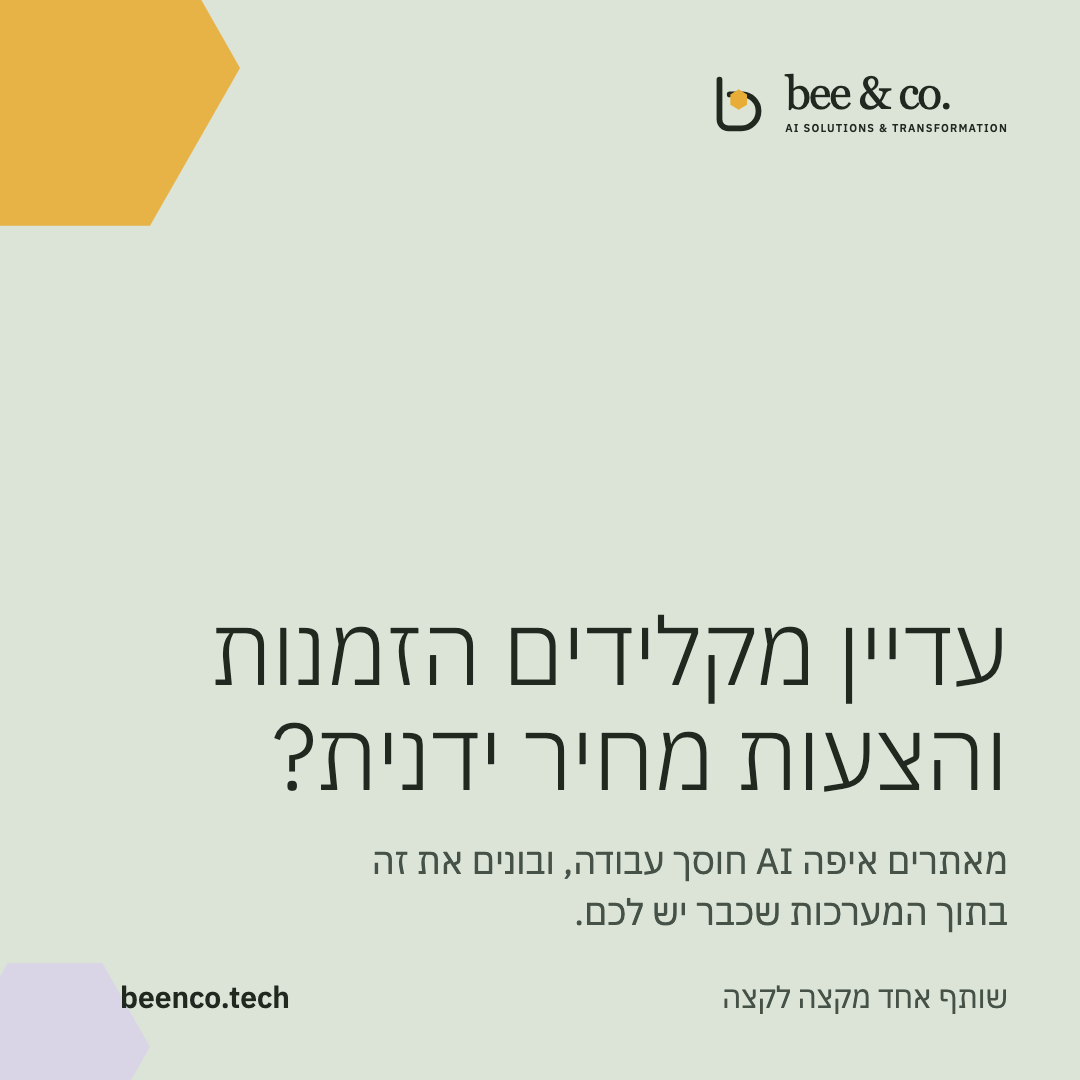 bee & co.
AI SOLUTIONS & TRANSFORMATION
עדיין מקלידים הזמנות
והצעות מחיר ידנית?
מאתרים איפה AI חוסך עבודה, ובונים את זה
בתוך המערכות שכבר יש לכם.
שותף אחד מקצה לקצה
beenco.tech